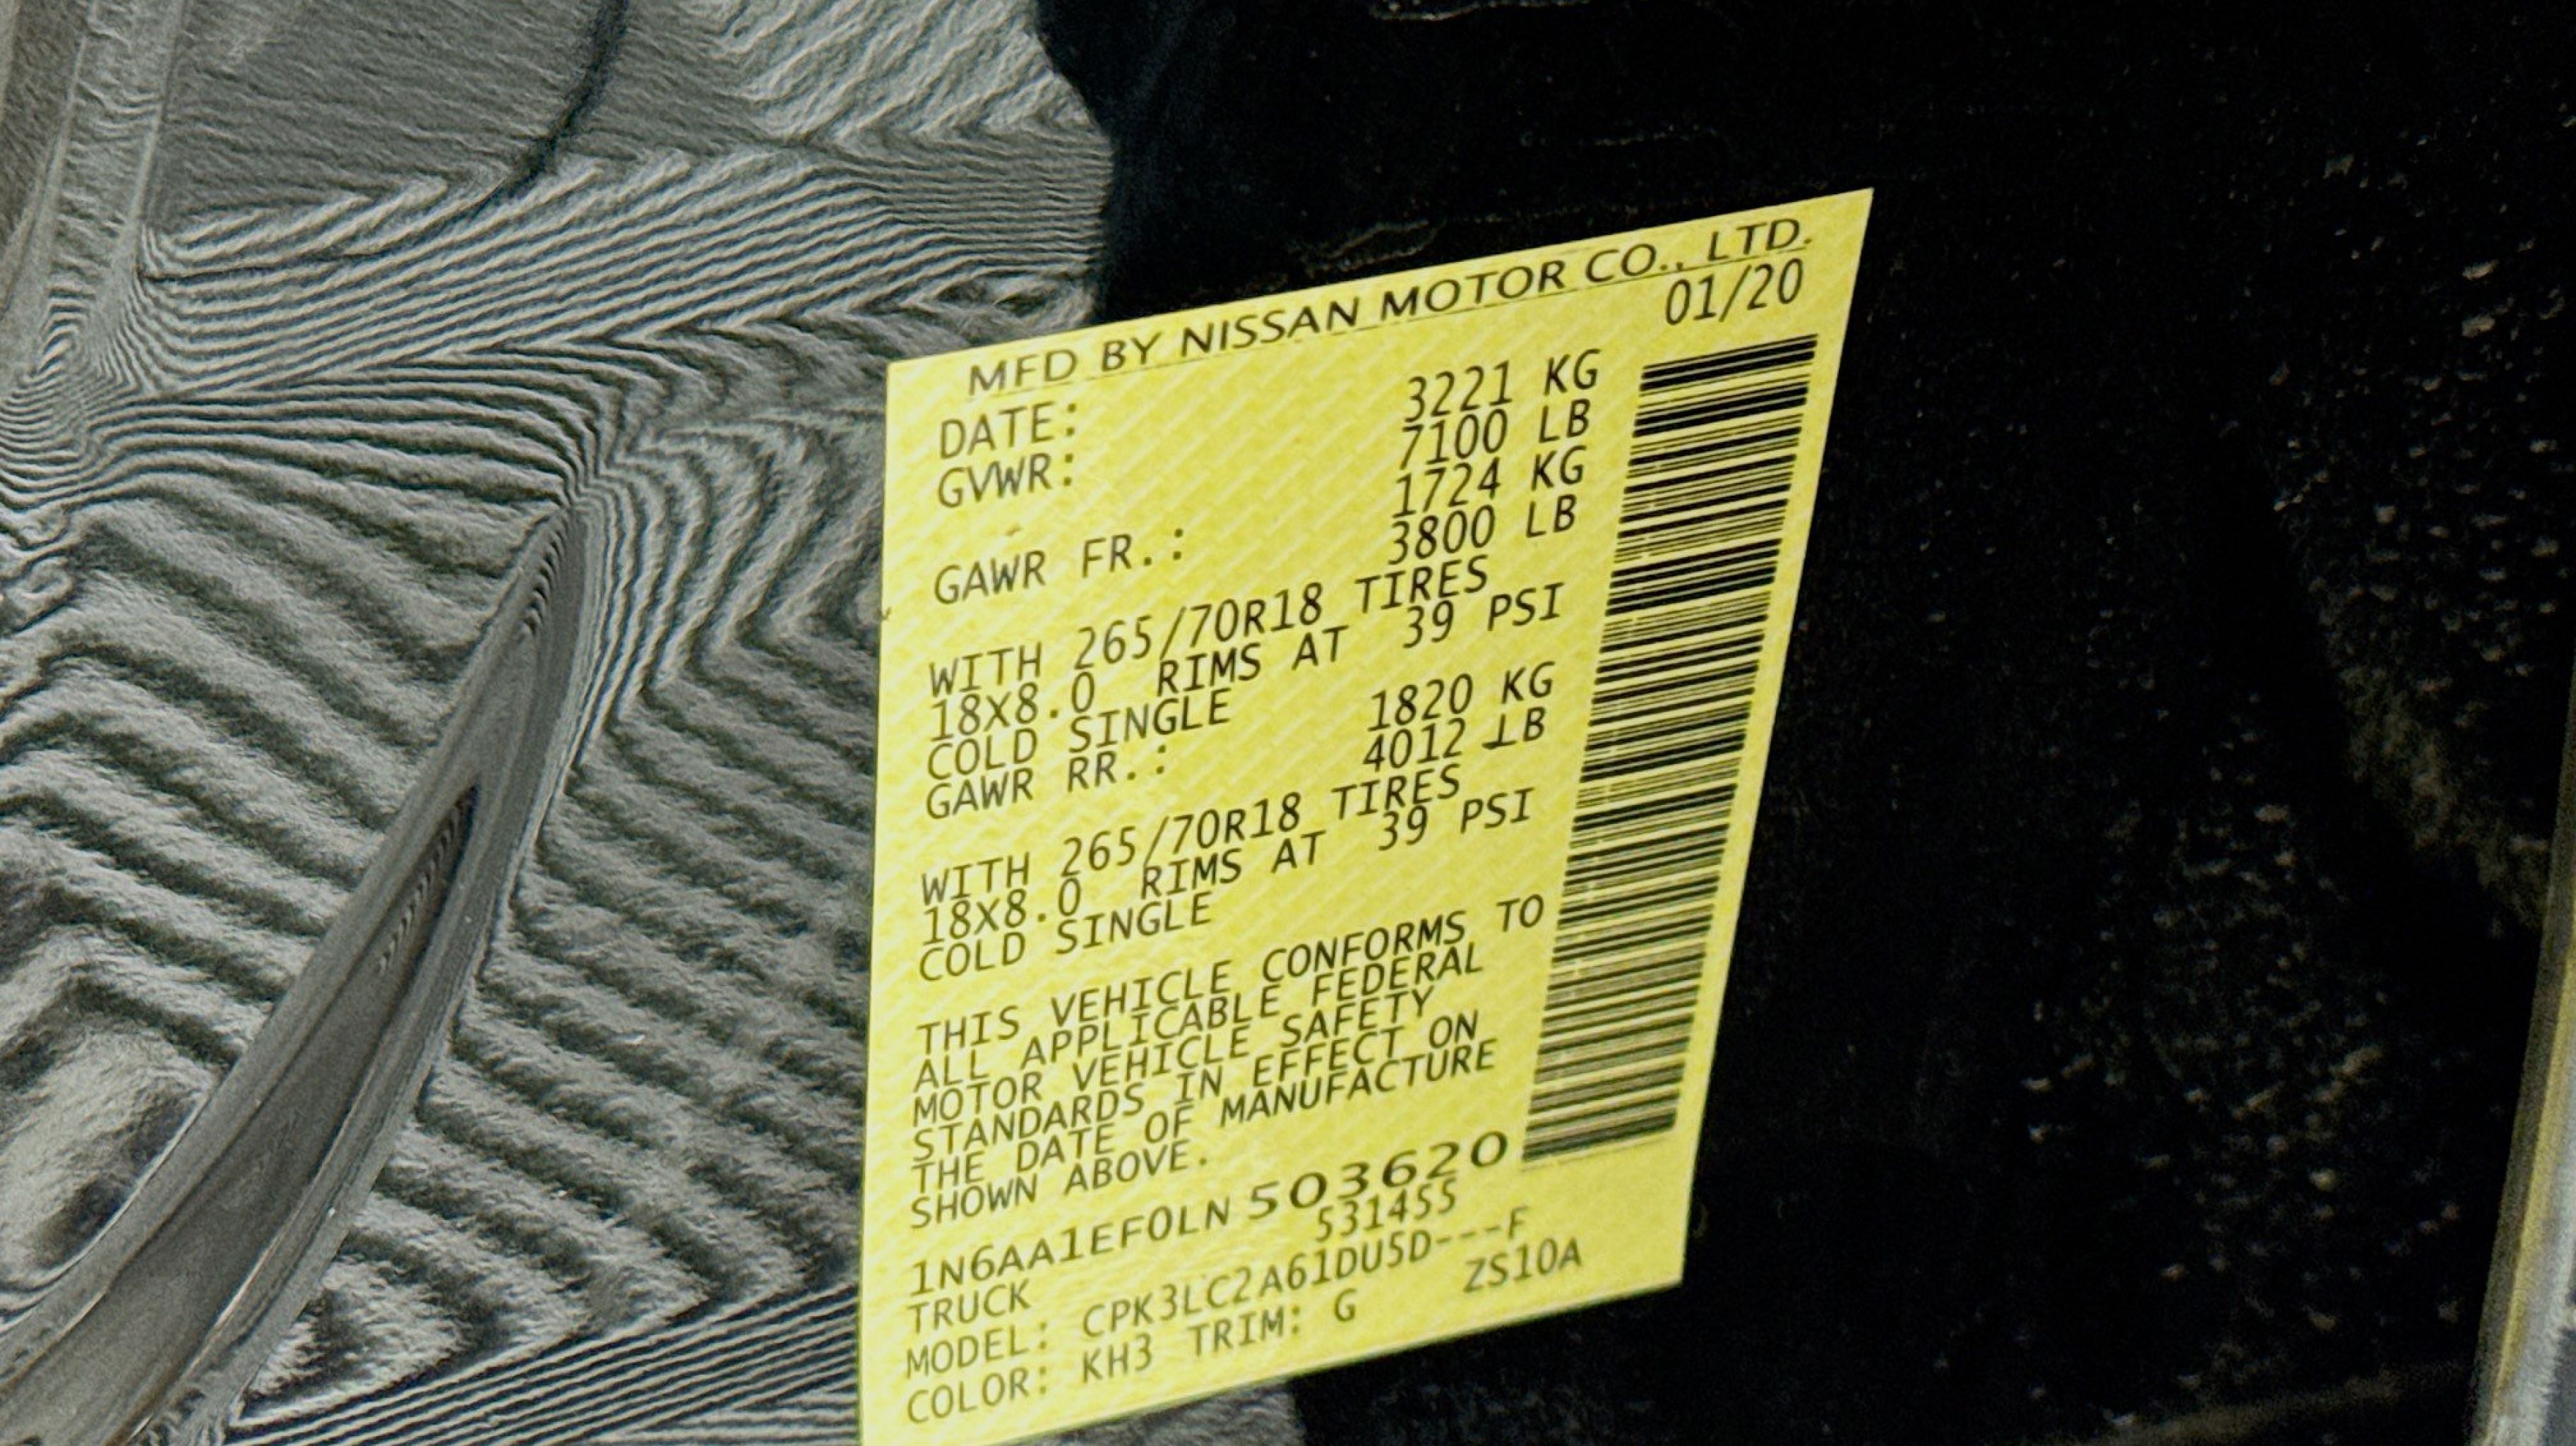 MFD BY NISSAN MOTOR CO., LTD.
DATE: 01/20
GVWR: 3221 KG
7100 LB
GAWR FR.: 1724 KG
3800 LB
WITH 265/70R18 TIRES
18X8.0 RIMS AT 39 PSI
COLD SINGLE
GAWR RR.: 1820 KG
4012 LB
WITH 265/70R18 TIRES
18X8.0 RIMS AT 39 PSI
COLD SINGLE
THIS VEHICLE CONFORMS TO
ALL APPLICABLE FEDERAL
MOTOR VEHICLE SAFETY
STANDARDS IN EFFECT ON
THE DATE OF MANUFACTURE
SHOWN ABOVE.
1N6AA1EF0LN 503620
TRUCK 531455
MODEL: CPK3LC2A61DU5D---F
COLOR: KH3 TRIM: G ZS10A